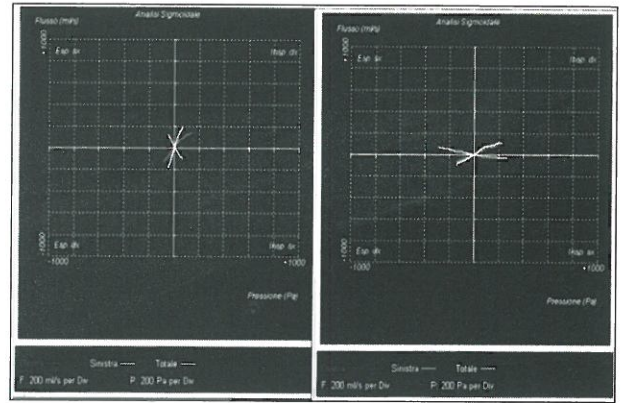 Analisi Sigmoidale
Flusso (ml/s)
+1000
Esp. sx
Insp. dx
-1000
Esp. dx
Insp. sx
-1000
+1000
Pressione (Pa)
Sinistra
Totale
F: 200 ml/s per Div
P: 200 Pa per Div
Analisi Sigmoidale
Flusso (ml/s)
+1000
Esp. sx
Insp. dx
-1000
Esp. dx
Insp. sx
-1000
+1000
Pressione (Pa)
Sinistra
Totale
F: 200 ml/s per Div
P: 200 Pa per Div